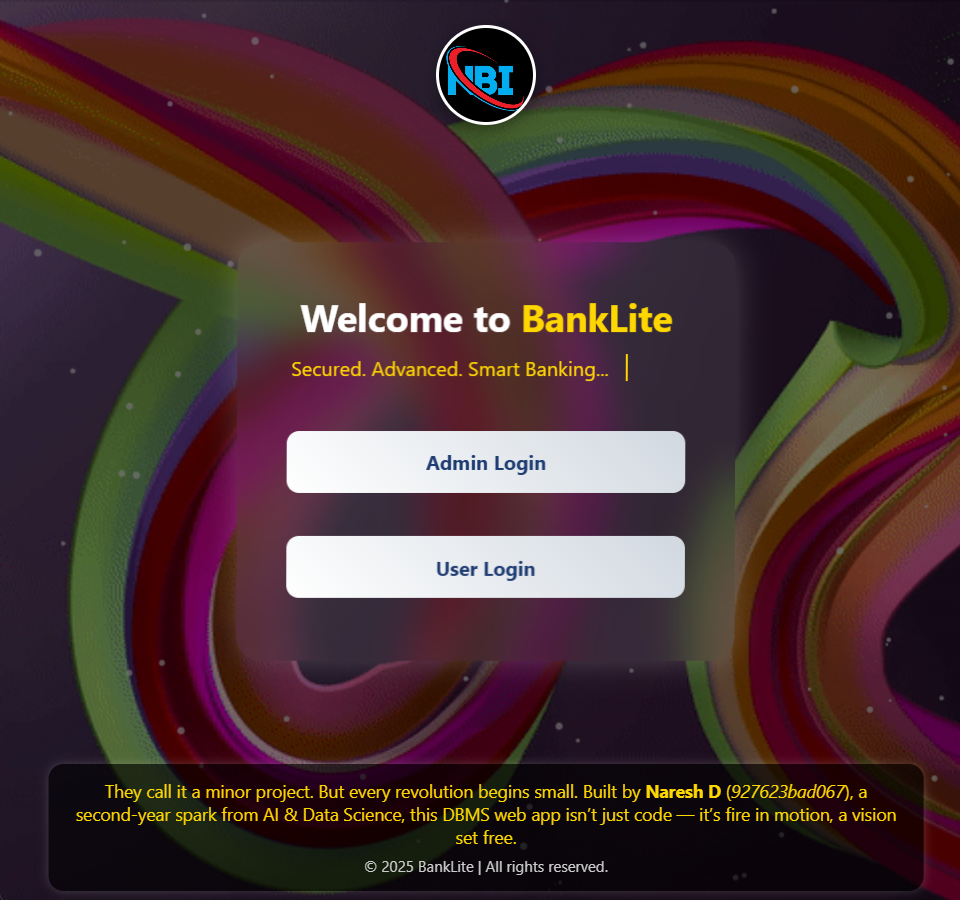 NBI
Welcome to BankLite
Secured. Advanced. Smart Banking...
Admin Login
User Login
They call it a minor project. But every revolution begins small. Built by Naresh D (927623bad067), a
second-year spark from AI & Data Science, this DBMS web app isn’t just code — it’s fire in motion, a vision
set free.
© 2025 BankLite | All rights reserved.